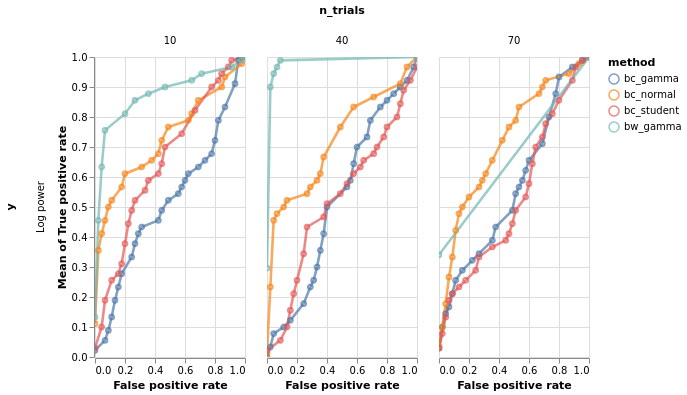 n_trials
10 40 70
method
bc_gamma
bc_normal
bc_student
bw_gamma
y
Log power
Mean of True positive rate
1.0
0.9
0.8
0.7
0.6
0.5
0.4
0.3
0.2
0.1
0.0
0.0 0.2 0.4 0.6 0.8 1.0 0.0 0.2 0.4 0.6 0.8 1.0 0.0 0.2 0.4 0.6 0.8 1.0
False positive rate False positive rate False positive rate